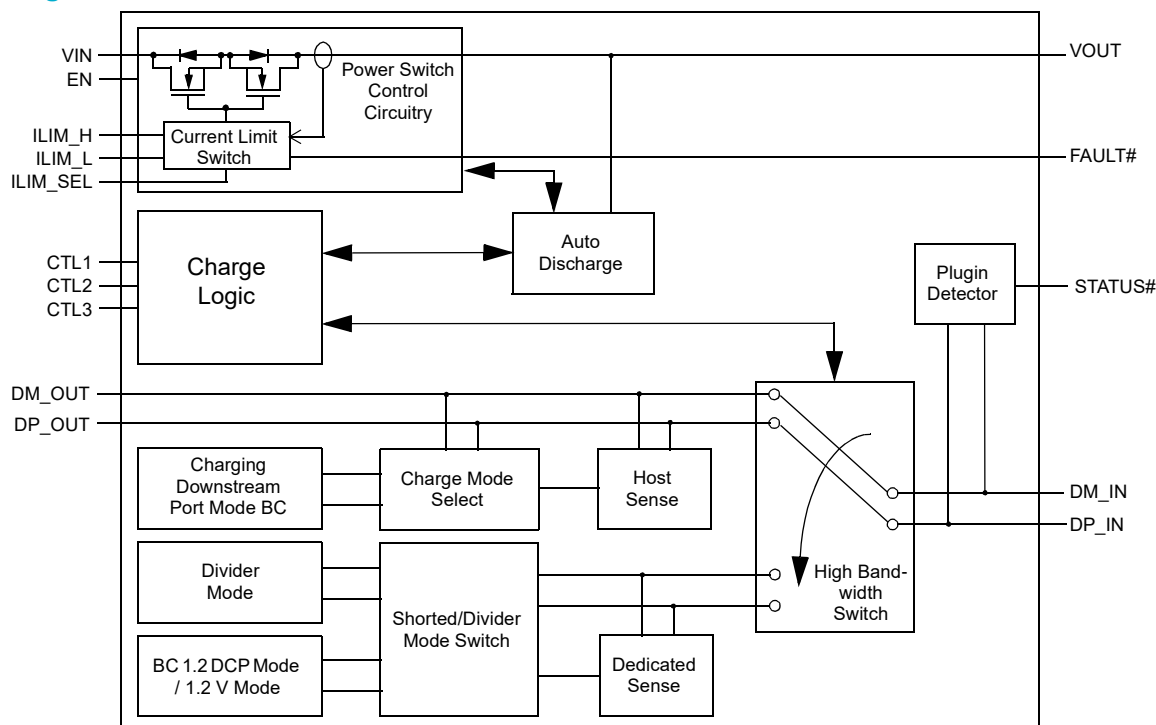 VIN
EN
ILIM_H
ILIM_L
ILIM_SEL
Power Switch
Control
Circuitry
Current Limit
Switch
VOUT
FAULT#
CTL1
CTL2
CTL3
Charge
Logic
Auto
Discharge
Plugin
Detector
STATUS#
DM_OUT
DP_OUT
Charging
Downstream
Port Mode BC
Charge Mode
Select
Host
Sense
DM_IN
DP_IN
Divider
Mode
Shorted/Divider
Mode Switch
High Band-
width
Switch
BC 1.2 DCP Mode
/ 1.2 V Mode
Dedicated
Sense